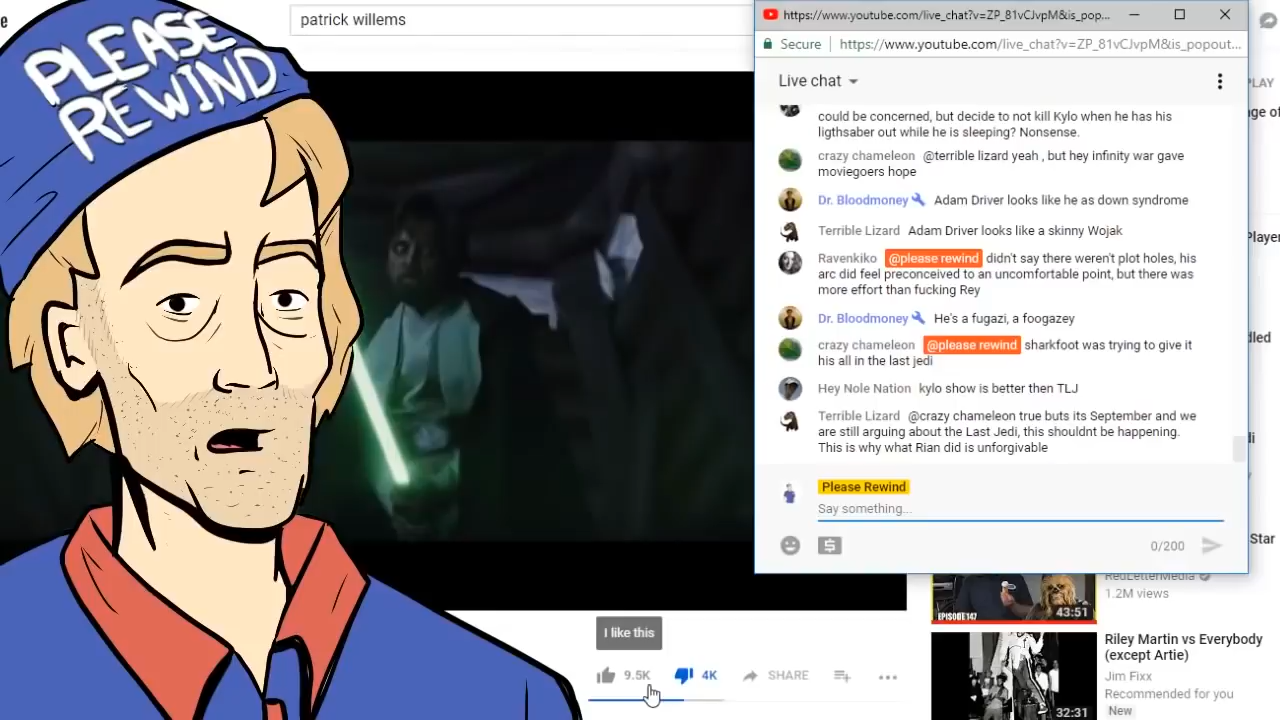 e
patrick willems
PLEASE
REWIND
https://www.youtube.com/live_chat?v=ZP_81vCJvpM&is_pop...
Secure
https://www.youtube.com/live_chat?v=ZP_81vCJvpM&is_popout...
Live chat
could be concerned, but decide to not kill Kylo when he has his
ligthsaber out while he is sleeping? Nonsense.
crazy chameleon @terrible lizard yeah , but hey infinity war gave
moviegoers hope
Dr. Bloodmoney Adam Driver looks like he as down syndrome
Terrible Lizard Adam Driver looks like a skinny Wojak
Ravenkiko @please rewind didn't say there weren't plot holes, his
arc did feel preconceived to an uncomfortable point, but there was
more effort than fucking Rey
Dr. Bloodmoney He's a fugazi, a foogazey
crazy chameleon @please rewind sharkfoot was trying to give it
his all in the last jedi
Hey Nole Nation kylo show is better then TLJ
Terrible Lizard @crazy chameleon true buts its September and we
are still arguing about the Last Jedi, this shouldnt be happening.
This is why what Rian did is unforgivable
Please Rewind
Say something...
0/200
PLAY
ge of
Player
dled
di
Star
I like this
9.5K
4K
SHARE
EPISODE 147
43:51
RedLetterMedia
1.2M views
32:31
Riley Martin vs Everybody
(except Artie)
Jim Fixx
Recommended for you
New